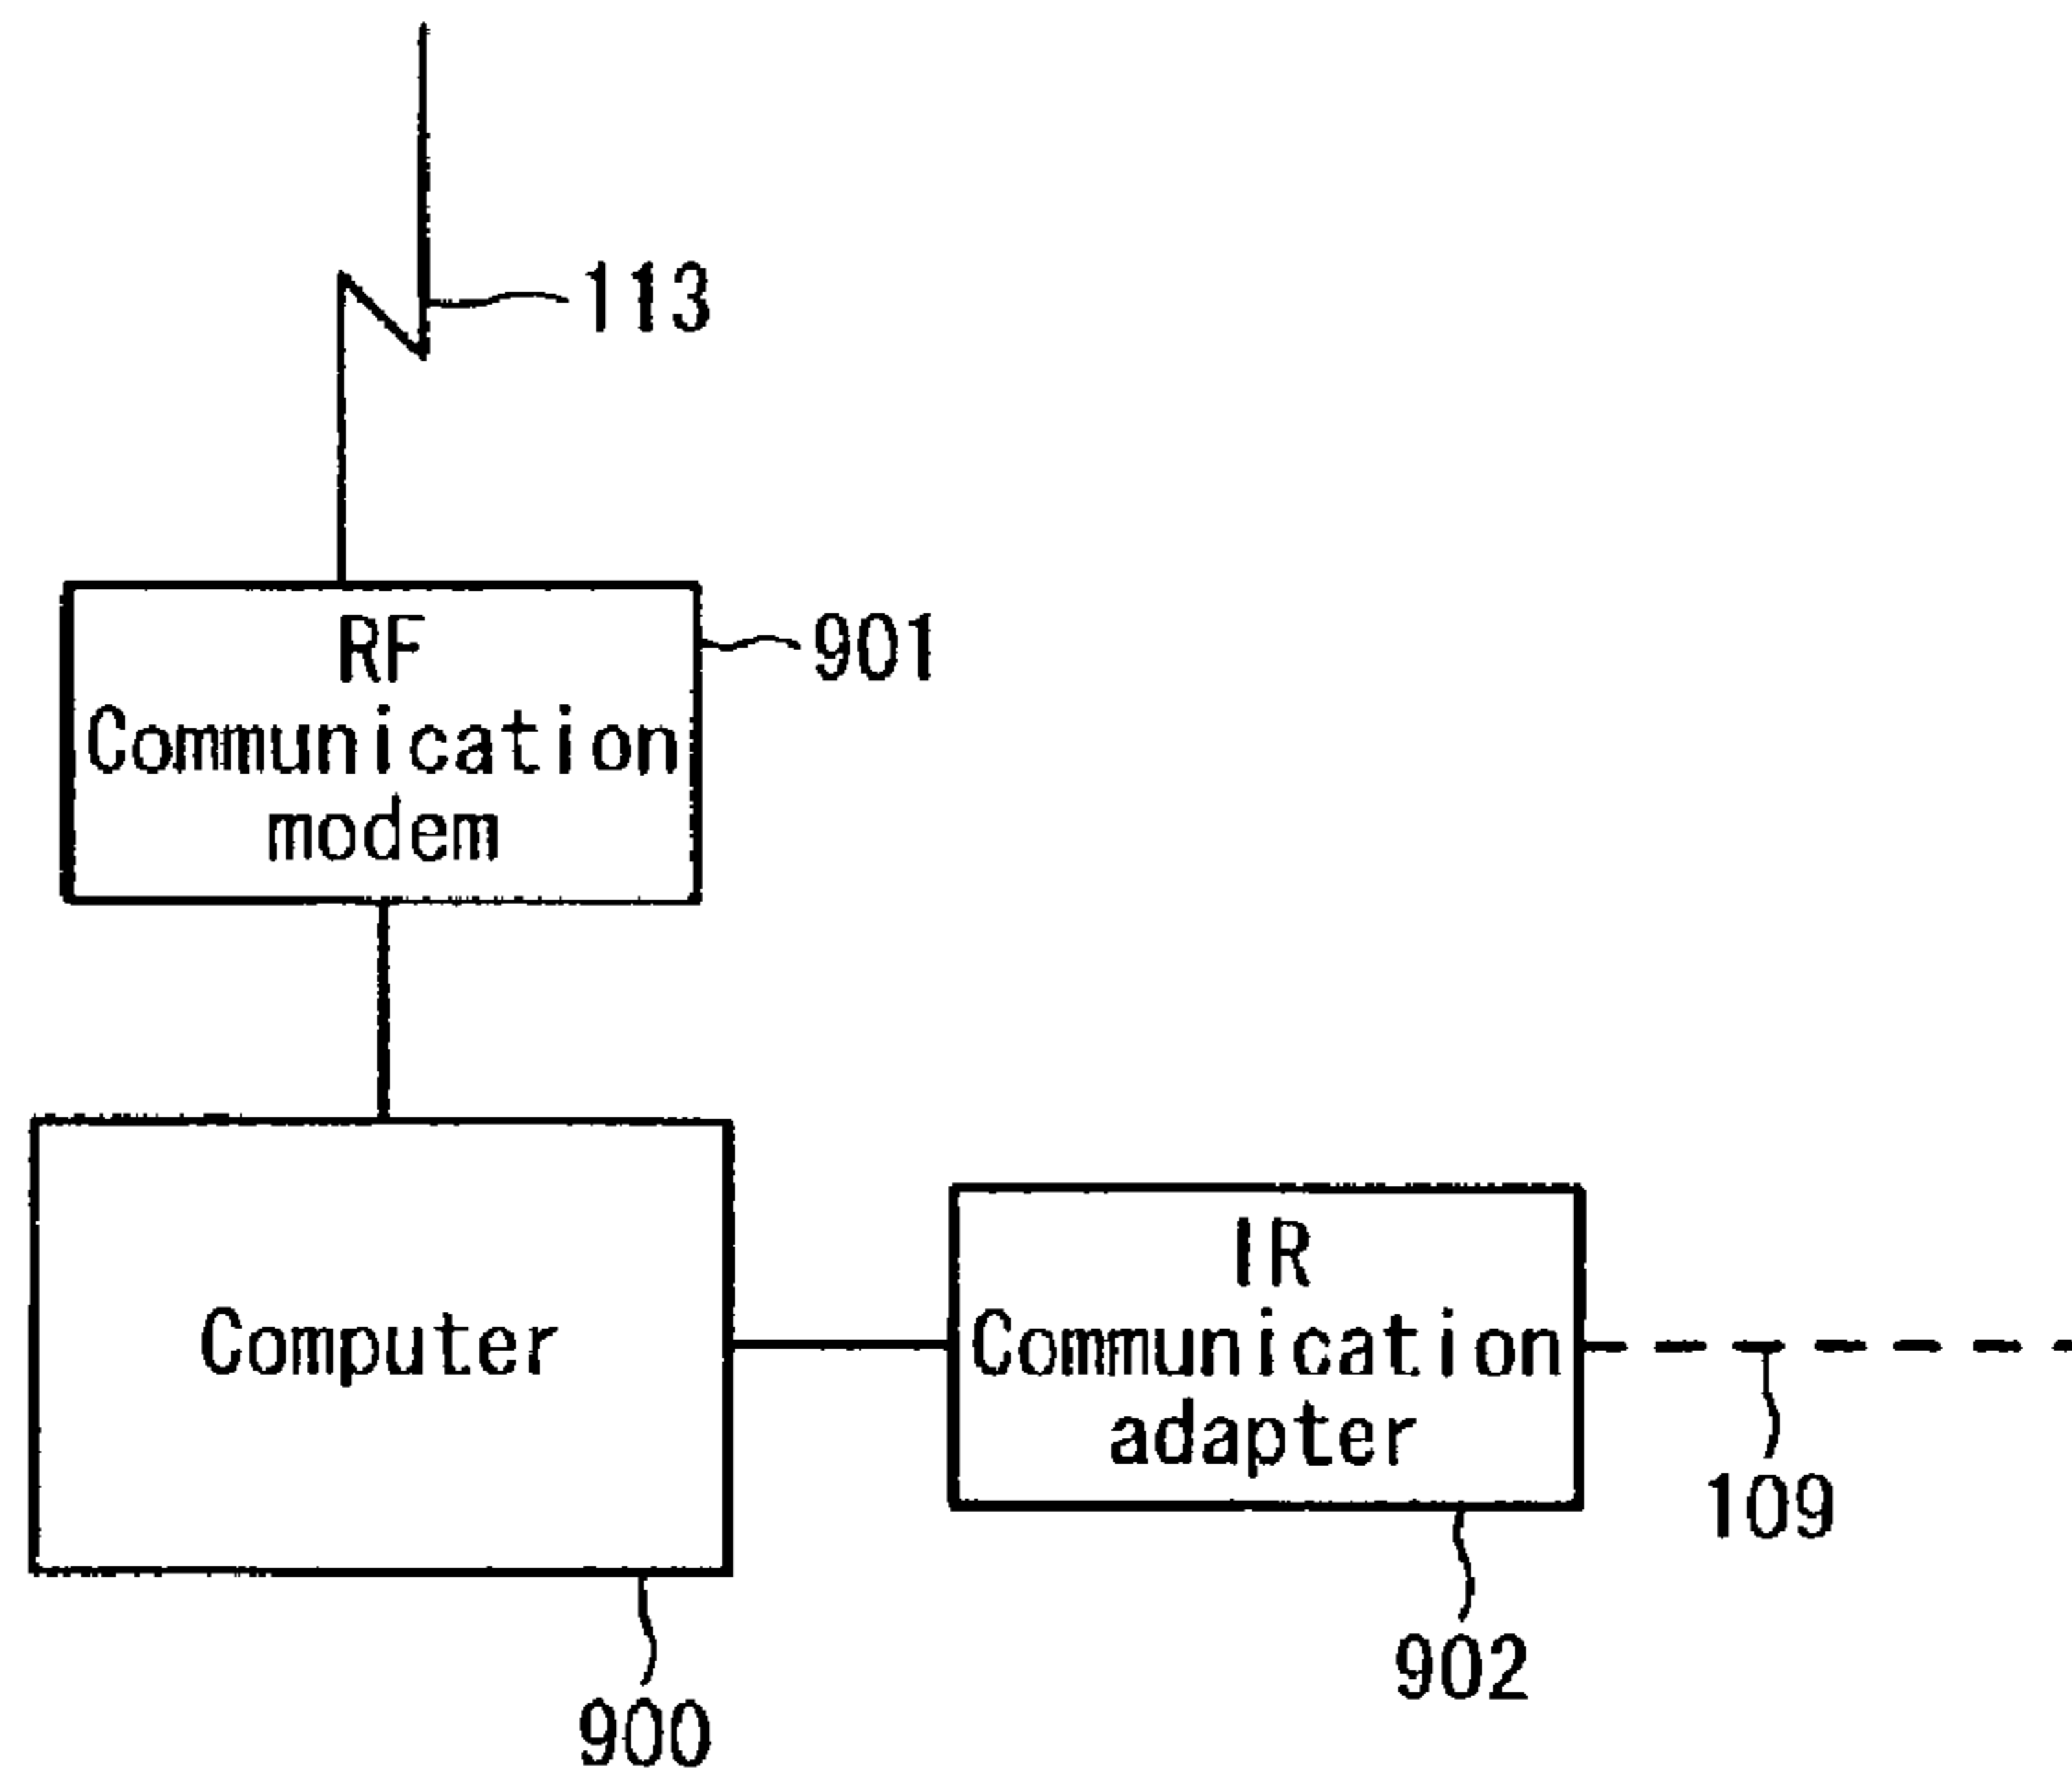 113
RF
Communication
modem
901
Computer
900
IR
Communication
adapter
902
109